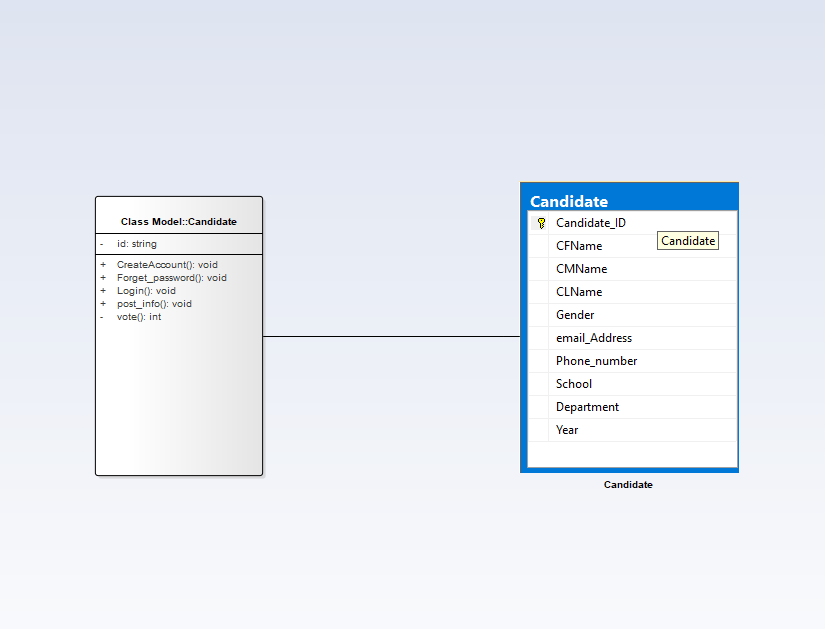 Class Model::Candidate
- id: string
+ CreateAccount(): void
+ Forget_password(): void
+ Login(): void
+ post_info(): void
- vote(): int
Candidate
Candidate_ID
Candidate
CFName
CMName
CLName
Gender
email_Address
Phone_number
School
Department
Year
Candidate